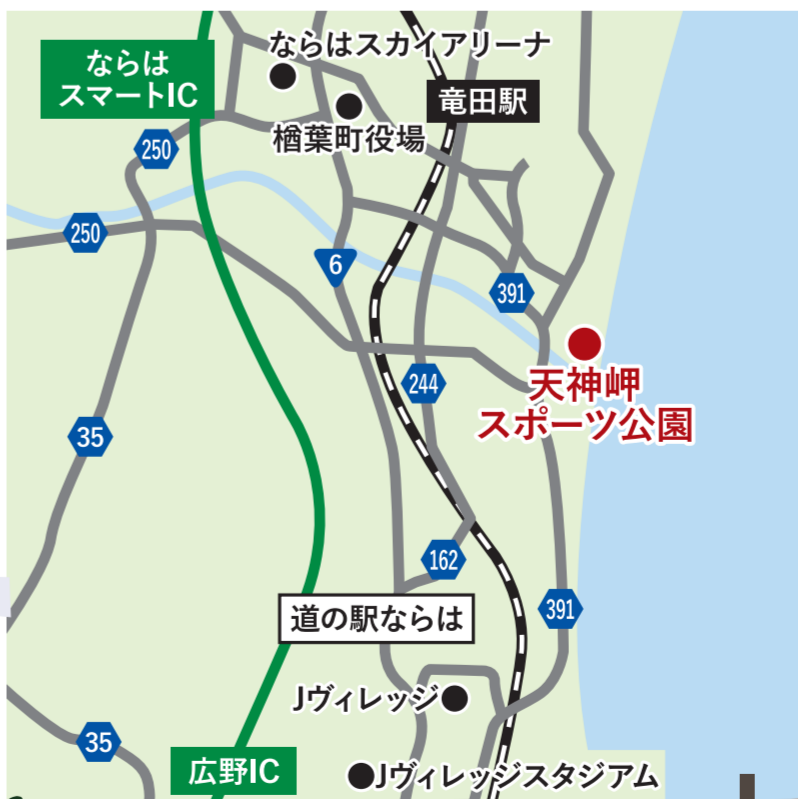 ならはスカイアリーナ
ならは
スマートIC
竜田駅
楢葉町役場
250
250
6
391
天神岬
スポーツ公園
244
35
162
391
道の駅ならは
Jヴィレッジ
35
広野IC
Jヴィレッジスタジアム